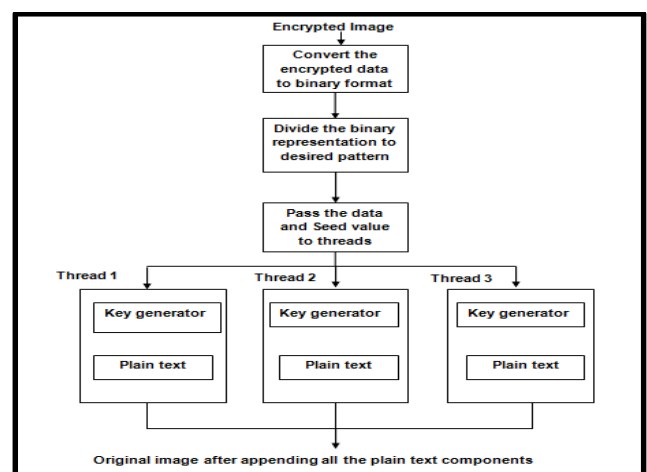 Encrypted Image
Convert the
encrypted data
to binary format
Divide the binary
representation to
desired pattern
Pass the data
and Seed value
to threads
Thread 1
Thread 2
Thread 3
Key generator
Key generator
Key generator
Plain text
Plain text
Plain text
Original image after appending all the plain text components